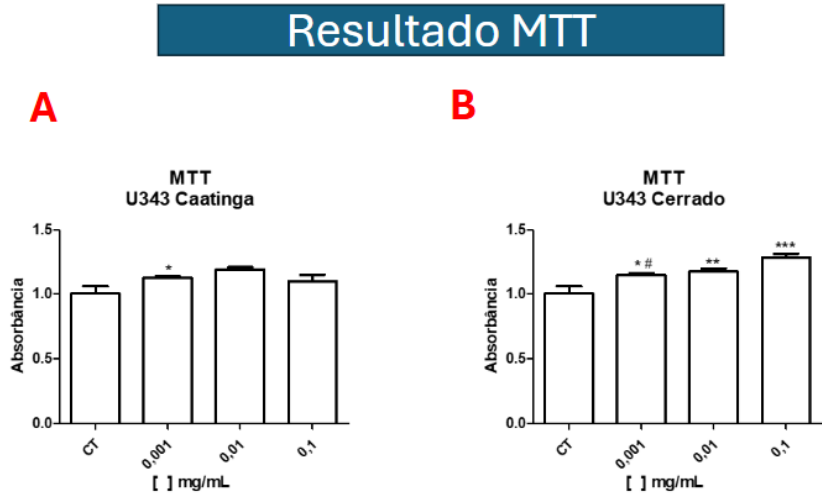 Resultado MTT
A
MTT
U343 Caatinga
Absorbância
1.5
1.0
0.5
0.0
*
CT
0,001
0,01
0,1
[ ] mg/mL
B
MTT
U343 Cerrado
Absorbância
1.5
1.0
0.5
0.0
* #
**
***
CT
0,001
0,01
0,1
[ ] mg/mL